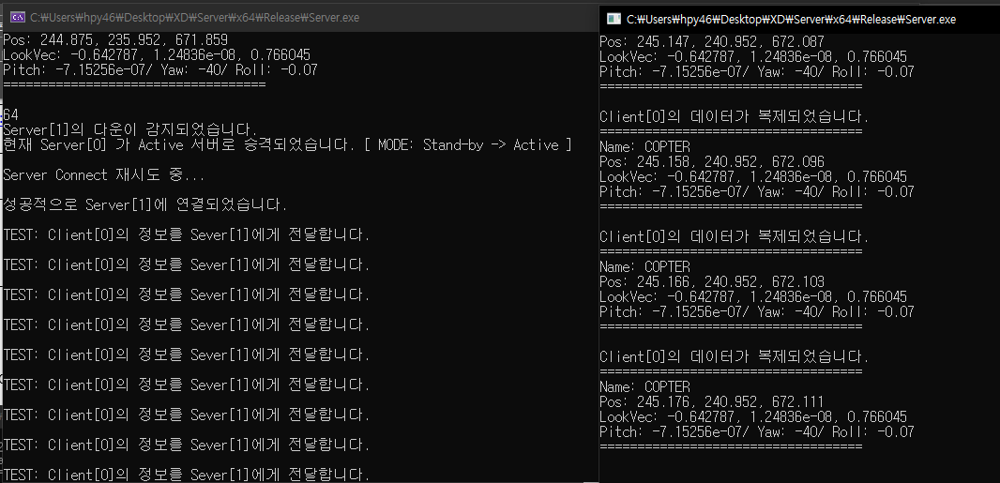 C:₩Users₩hpy46₩Desktop₩XD₩Server₩x64₩Release₩Server.exe
Pos: 244.875, 235.952, 671.859
LookVec: -0.642787, 1.24836e-08, 0.766045
Pitch: -7.15256e-07/ Yaw: -40/ Roll: -0.07
===================================
64
Server[1]의 다운이 감지되었습니다.
현재 Server[0] 가 Active 서버로 승격되었습니다. [ MODE: Stand-by -> Active ]
Server Connect 재시도 중...
성공적으로 Server[1]에 연결되었습니다.
TEST: Client[0]의 정보를 Sever[1]에게 전달합니다.
TEST: Client[0]의 정보를 Sever[1]에게 전달합니다.
TEST: Client[0]의 정보를 Sever[1]에게 전달합니다.
TEST: Client[0]의 정보를 Sever[1]에게 전달합니다.
TEST: Client[0]의 정보를 Sever[1]에게 전달합니다.
TEST: Client[0]의 정보를 Sever[1]에게 전달합니다.
TEST: Client[0]의 정보를 Sever[1]에게 전달합니다.
TEST: Client[0]의 정보를 Sever[1]에게 전달합니다.
TEST: Client[0]의 정보를 Sever[1]에게 전달합니다.
C:₩Users₩hpy46₩Desktop₩XD₩Server₩x64₩Release₩Server.exe
Pos: 245.147, 240.952, 672.087
LookVec: -0.642787, 1.24836e-08, 0.766045
Pitch: -7.15256e-07/ Yaw: -40/ Roll: -0.07
===================================
Client[0]의 데이터가 복제되었습니다.
===================================
Name: COPTER
Pos: 245.158, 240.952, 672.096
LookVec: -0.642787, 1.24836e-08, 0.766045
Pitch: -7.15256e-07/ Yaw: -40/ Roll: -0.07
===================================
Client[0]의 데이터가 복제되었습니다.
===================================
Name: COPTER
Pos: 245.166, 240.952, 672.103
LookVec: -0.642787, 1.24836e-08, 0.766045
Pitch: -7.15256e-07/ Yaw: -40/ Roll: -0.07
===================================
Client[0]의 데이터가 복제되었습니다.
===================================
Name: COPTER
Pos: 245.176, 240.952, 672.111
LookVec: -0.642787, 1.24836e-08, 0.766045
Pitch: -7.15256e-07/ Yaw: -40/ Roll: -0.07
===================================